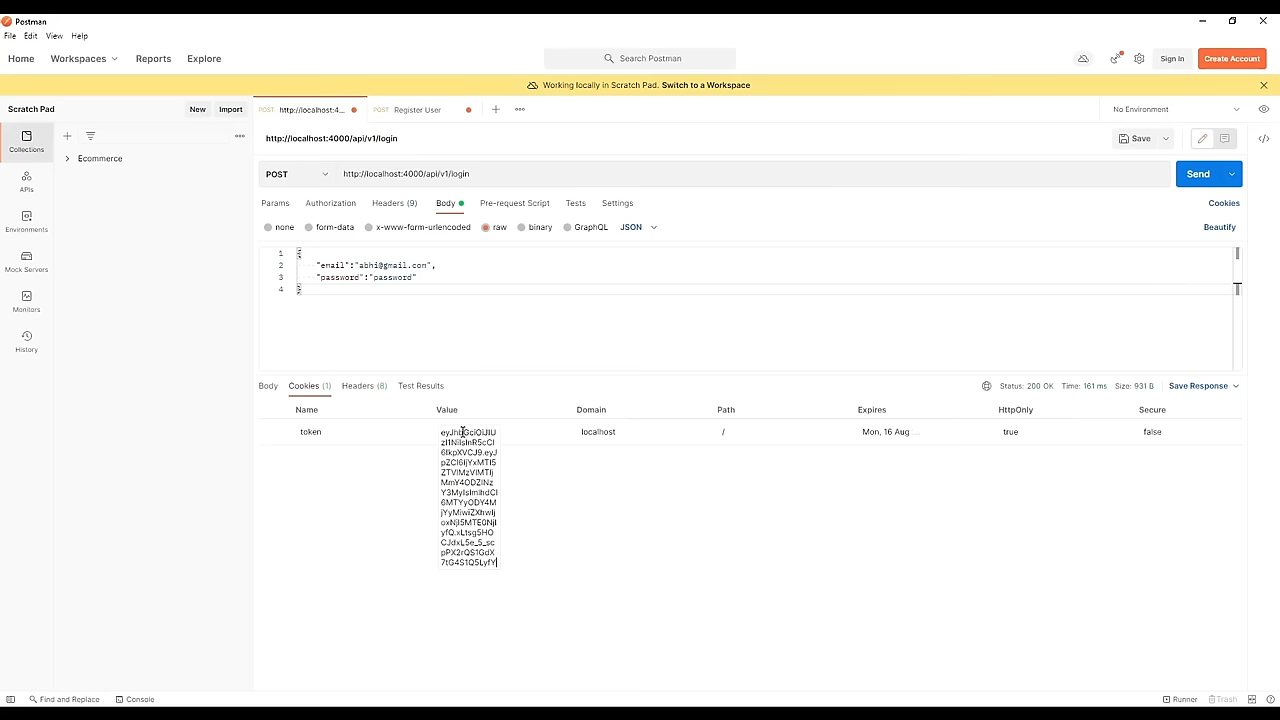 Postman
File Edit View Help
Home Workspaces Reports Explore Search Postman Sign In Create Account
Working locally in Scratch Pad. Switch to a Workspace
Scratch Pad New Import POST http://localhost:4... POST Register User No Environment
Collections
APIs
Environments
Mock Servers
Monitors
History
Ecommerce
http://localhost:4000/api/v1/login Save
POST http://localhost:4000/api/v1/login Send
Params Authorization Headers (9) Body Pre-request Script Tests Settings Cookies
none form-data x-www-form-urlencoded raw binary GraphQL JSON Beautify
1 {
2 "email":"abhi@gmail.com",
3 "password":"password"
4 }
Body Cookies (1) Headers (8) Test Results Status: 200 OK Time: 161 ms Size: 931 B Save Response
Name Value Domain Path Expires HttpOnly Secure
token localhost / Mon, 16 Aug ... true false
Find and Replace Console Runner Trash